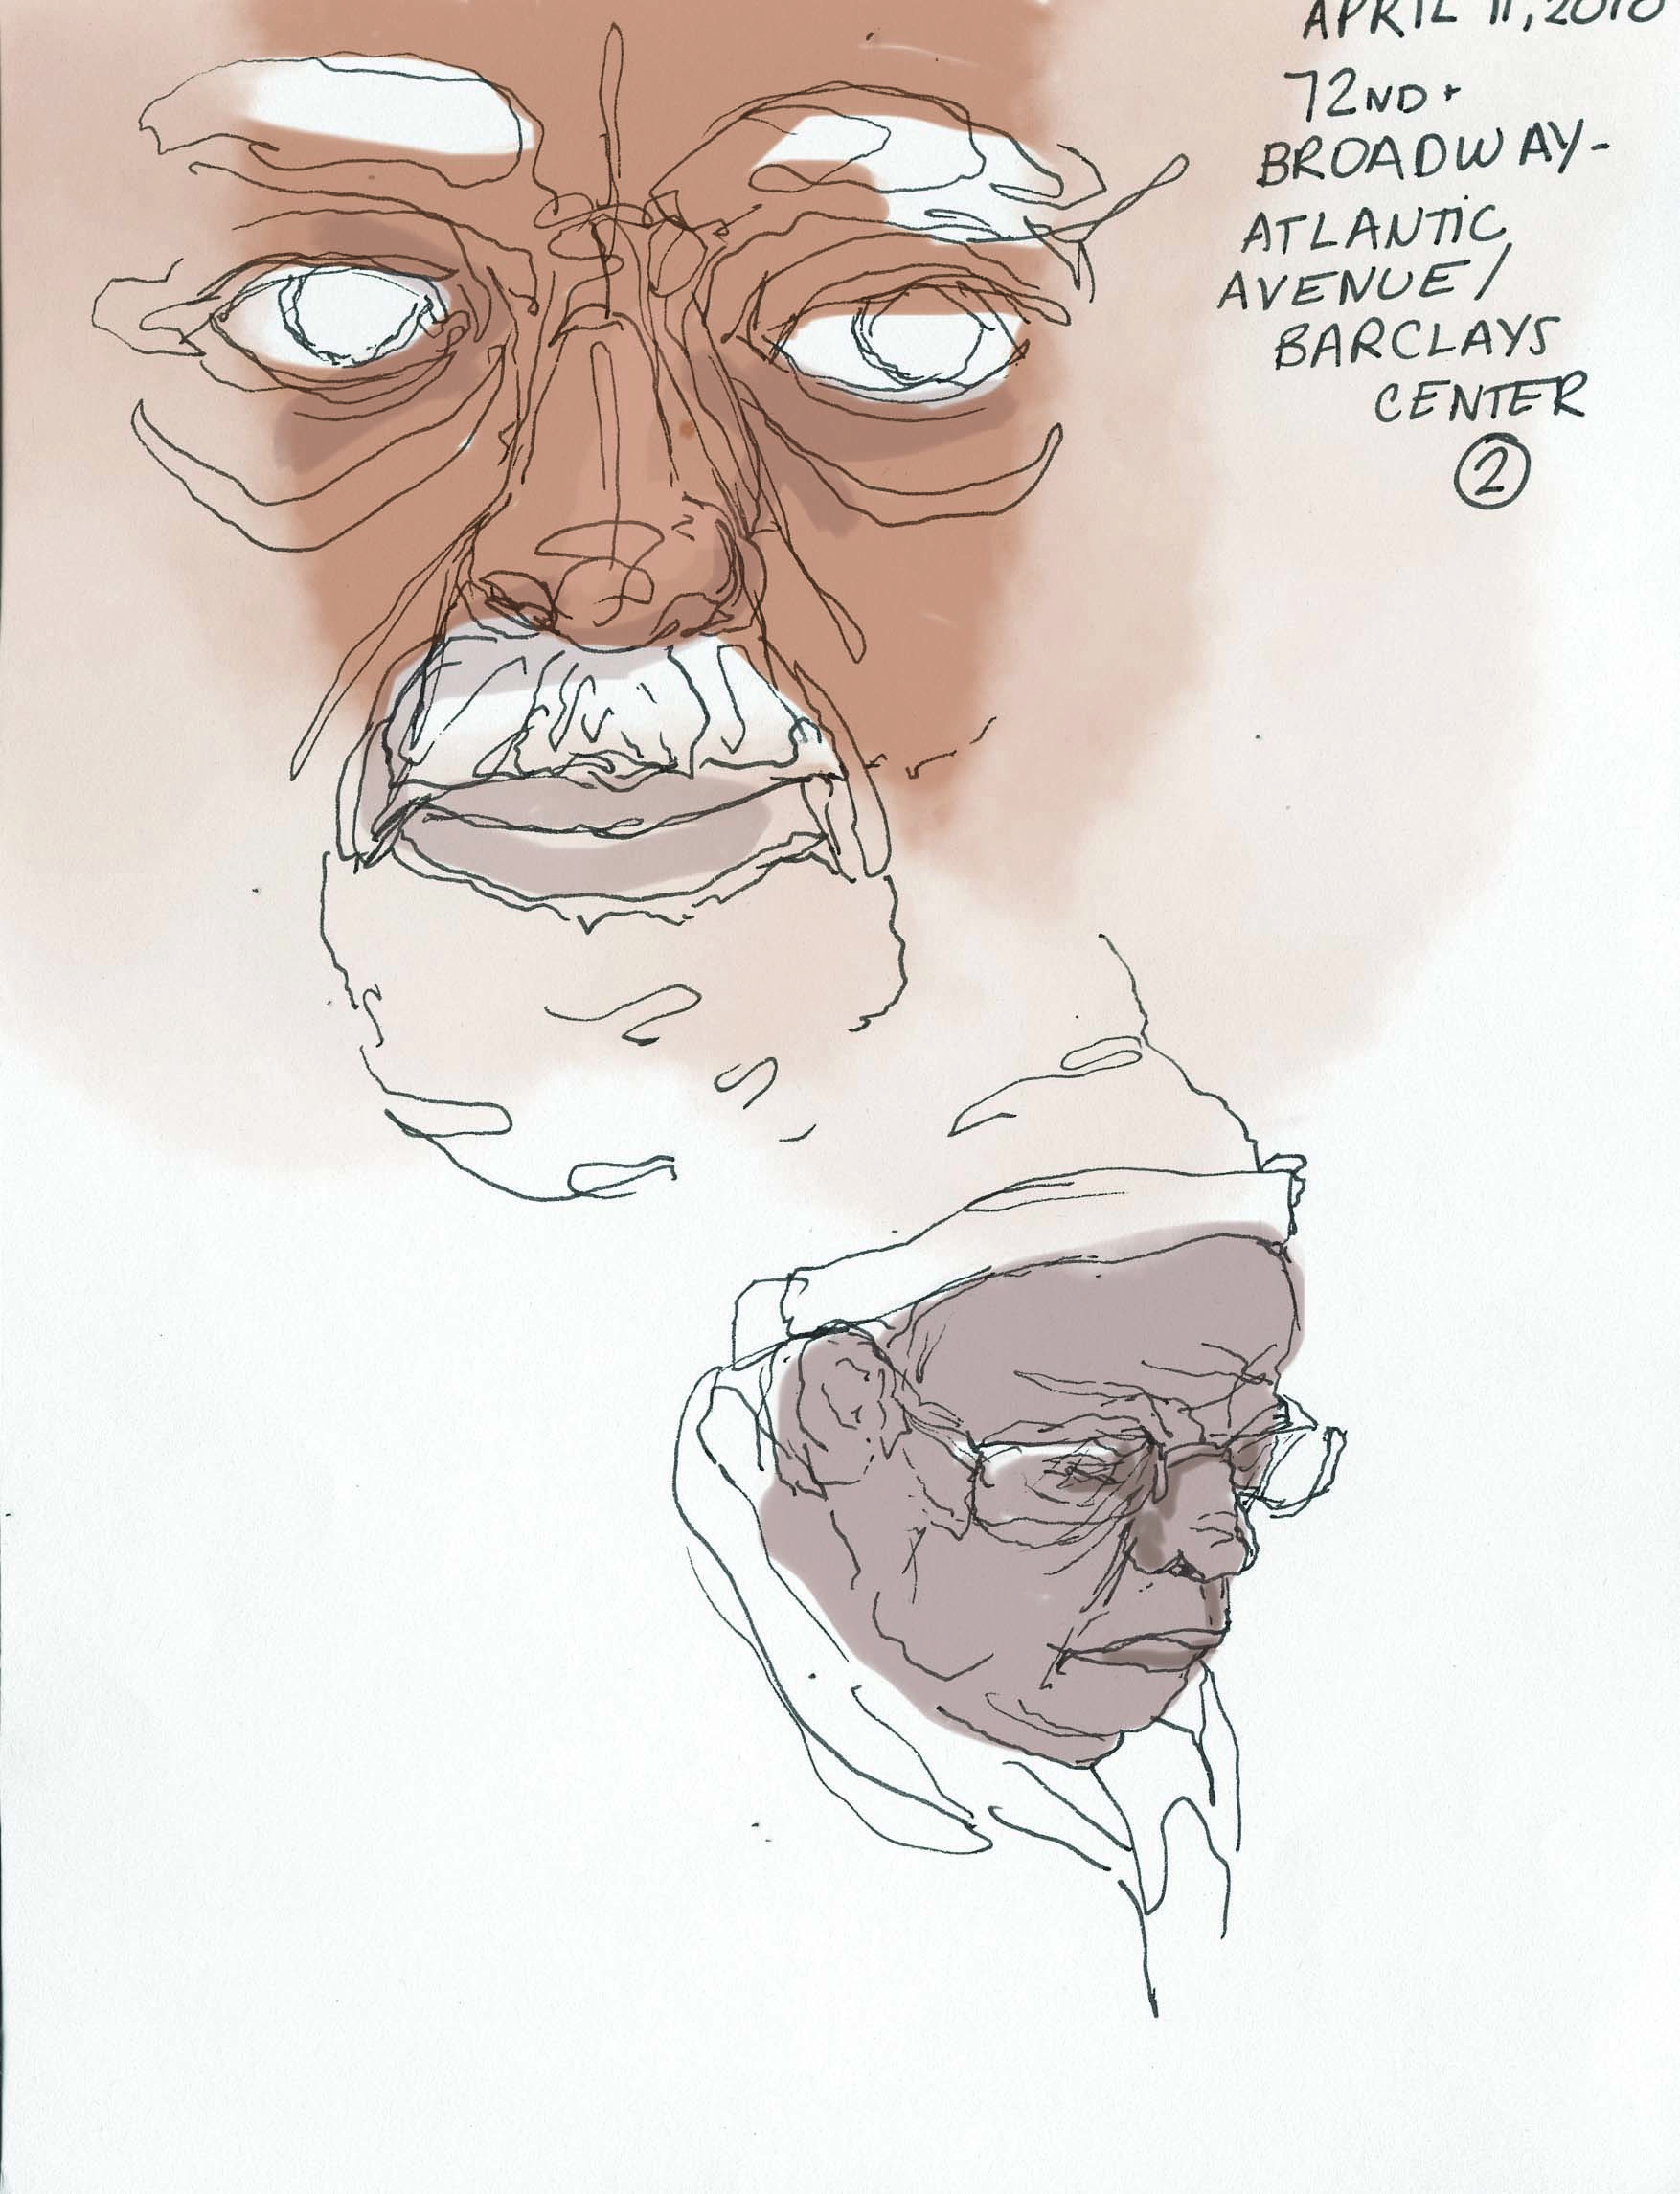 APRIL 11, 2018
72ND +
BROADWAY-
ATLANTIC
AVENUE/
BARCLAYS
CENTER
2